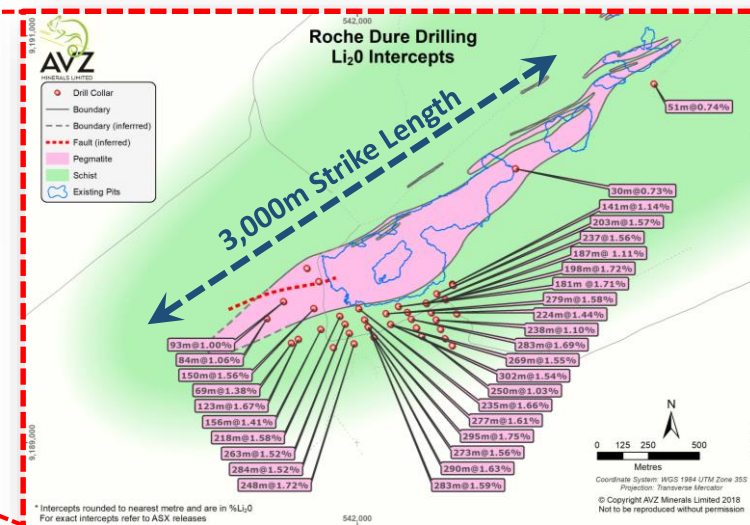 AVZ
MINERALS LIMITED
Roche Dure Drilling
Li₂0 Intercepts
542,000
9,191,000
Drill Collar
Boundary
Boundary (inferrred)
Fault (inferred)
Pegmatite
Schist
Existing Pits
3,000m Strike Length
51m@0.74%
30m@0.73%
141m@1.14%
203m@1.57%
237@1.56%
187m@ 1.11%
198m@1.72%
181m @1.71%
279m@1.58%
224m@1.44%
238m@1.10%
283m@1.69%
269m@1.55%
302m@1.54%
250m@1.03%
235m@1.66%
277m@1.61%
295m@1.75%
273m@1.56%
290m@1.63%
283m@1.59%
93m@1.00%
84m@1.06%
150m@1.56%
69m@1.38%
123m@1.67%
156m@1.41%
218m@1.58%
263m@1.52%
284m@1.52%
248m@1.72%
9,189,000
N
0 125 250 500
Metres
Coordinate System: WGS 1984 UTM Zone 35S
Projection: Transverse Mercator
© Copyright AVZ Minerals Limited 2018
Not to be reproduced without permission
* Intercepts rounded to nearest metre and are in %Li₂0
For exact intercepts refer to ASX releases
542,000